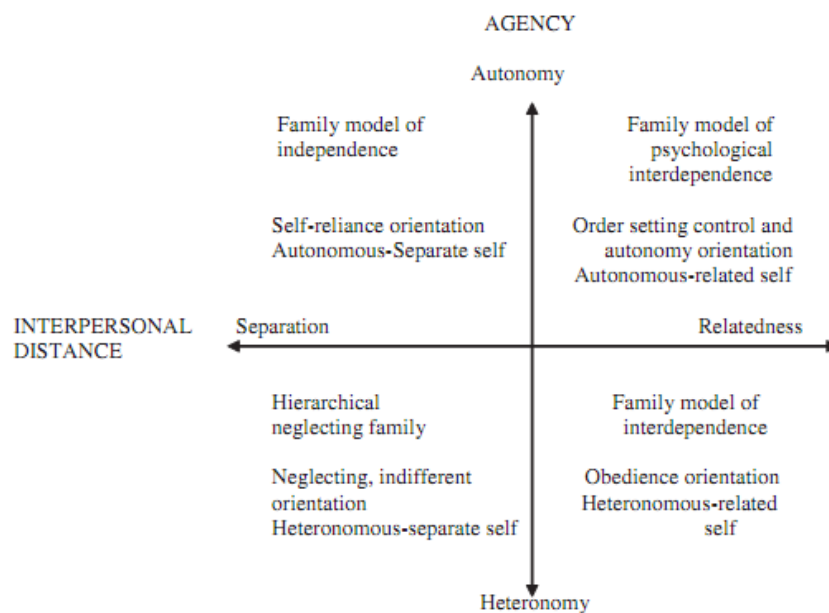 AGENCY
Autonomy
Family model of
independence
Family model of
psychological
interdependence
Self-reliance orientation
Autonomous-Separate self
Order setting control and
autonomy orientation
Autonomous-related self
INTERPERSONAL
DISTANCE
Separation
Relatedness
Hierarchical
neglecting family
Family model of
interdependence
Neglecting, indifferent
orientation
Heteronomous-separate self
Obedience orientation
Heteronomous-related
self
Heteronomy